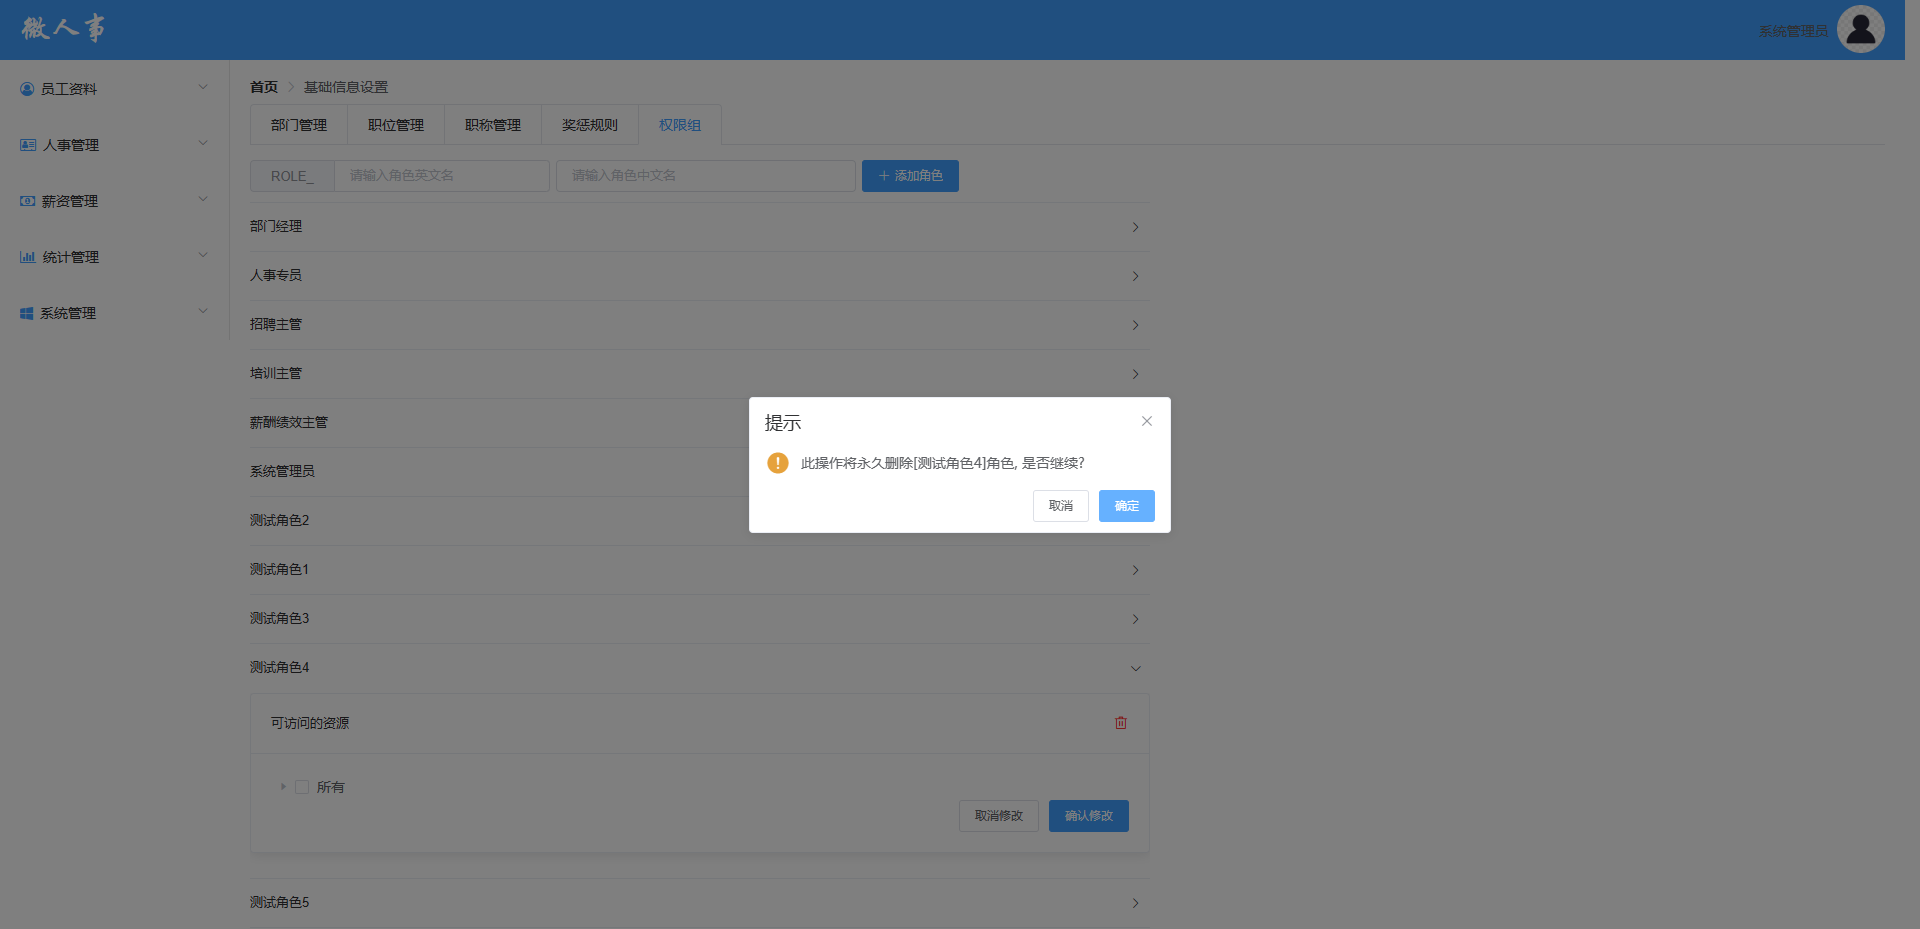 微人事
系统管理员
员工资料
人事管理
薪资管理
统计管理
系统管理
首页 基础信息设置
部门管理 职位管理 职称管理 奖惩规则 权限组
ROLE_ 请输入角色英文名 请输入角色中文名 添加角色
部门经理
人事专员
招聘主管
培训主管
薪酬绩效主管
系统管理员
测试角色2
测试角色1
测试角色3
测试角色4
可访问的资源
所有
取消修改 确认修改
测试角色5
提示
此操作将永久删除[测试角色4]角色, 是否继续?
取消 确定